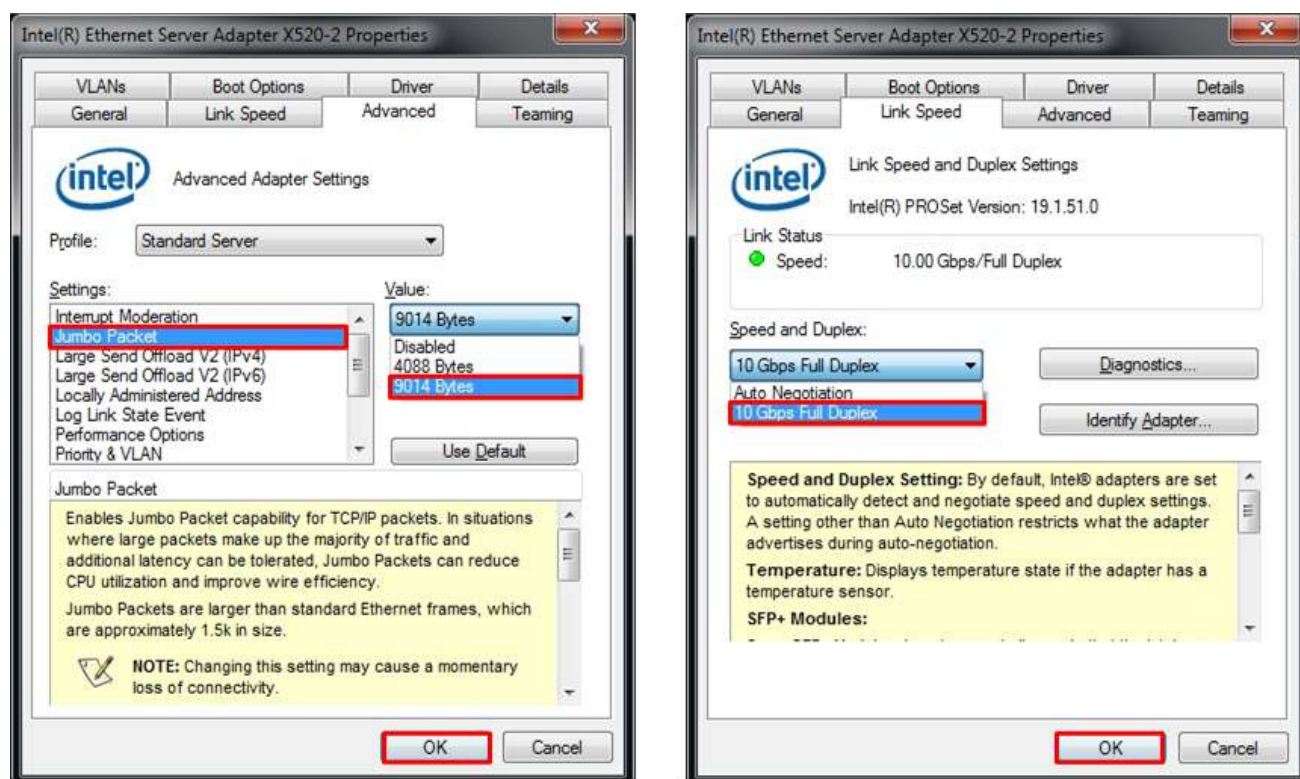 Intel(R) Ethernet Server Adapter X520-2 Properties
VLANs Boot Options Driver Details
General Link Speed Advanced Teaming
intel Advanced Adapter Settings
Profile: Standard Server
Settings: Value:
Interrupt Moderation
Jumbo Packet
Large Send Offload V2 (IPv4)
Large Send Offload V2 (IPv6)
Locally Administered Address
Log Link State Event
Performance Options
Priority & VLAN
9014 Bytes
Disabled
4088 Bytes
9014 Bytes
Use Default
Jumbo Packet
Enables Jumbo Packet capability for TCP/IP packets. In situations
where large packets make up the majority of traffic and
additional latency can be tolerated, Jumbo Packets can reduce
CPU utilization and improve wire efficiency.
Jumbo Packets are larger than standard Ethernet frames, which
are approximately 1.5k in size.
NOTE: Changing this setting may cause a momentary
loss of connectivity.
OK Cancel
Intel(R) Ethernet Server Adapter X520-2 Properties
VLANs Boot Options Driver Details
General Link Speed Advanced Teaming
intel Link Speed and Duplex Settings
Intel(R) PROSet Version: 19.1.51.0
Link Status
Speed: 10.00 Gbps/Full Duplex
Speed and Duplex:
10 Gbps Full Duplex
Auto Negotiation
10 Gbps Full Duplex
Diagnostics...
Identify Adapter...
Speed and Duplex Setting: By default, Intel® adapters are set
to automatically detect and negotiate speed and duplex settings.
A setting other than Auto Negotiation restricts what the adapter
advertises during auto-negotiation.
Temperature: Displays temperature state if the adapter has a
temperature sensor.
SFP+ Modules:
OK Cancel